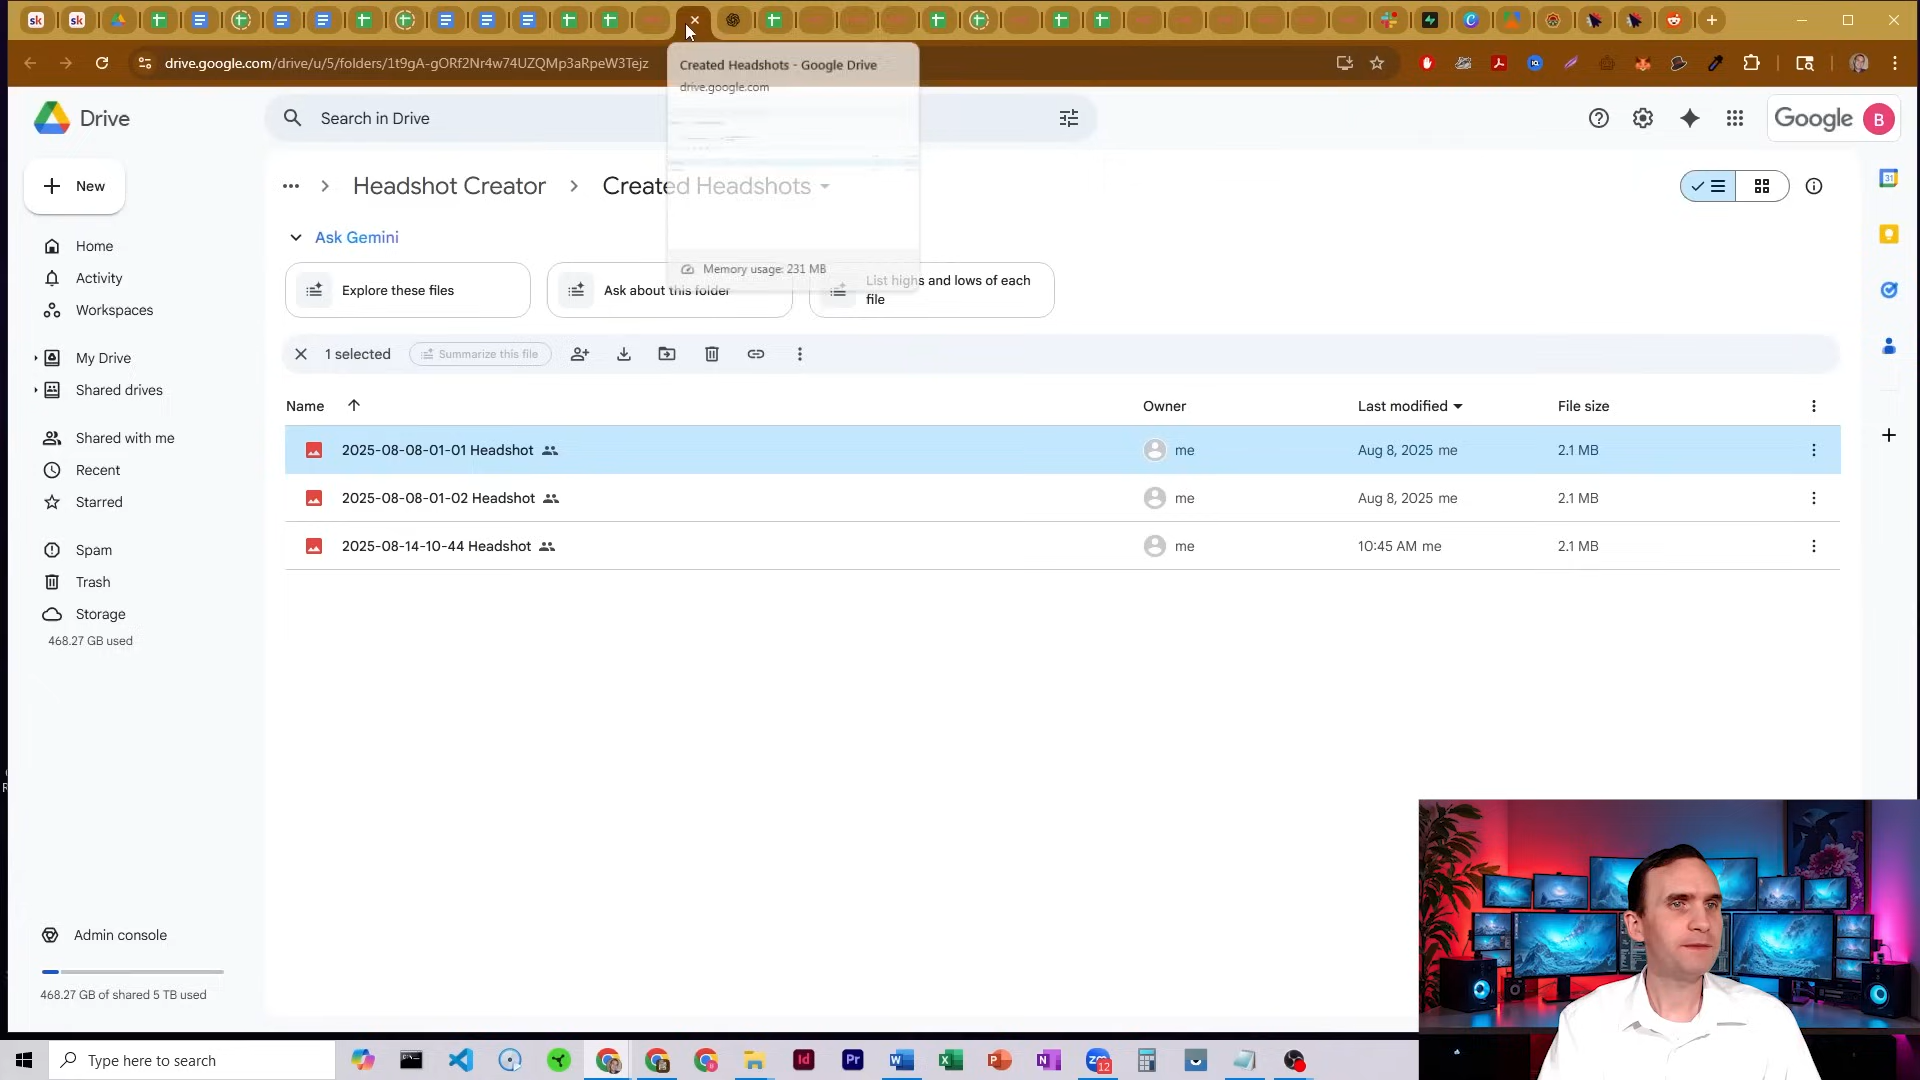 drive.google.com/drive/u/5/folders/1t9gA-gORf2Nr4w74UZQMp3aRpeW3Tejz
Created Headshots - Google Drive
drive.google.com
Memory usage: 231 MB
Drive
Search in Drive
Google
B
New
Home
Activity
Workspaces
My Drive
Shared drives
Shared with me
Recent
Starred
Spam
Trash
Storage
468.27 GB used
Admin console
468.27 GB of shared 5 TB used
Headshot Creator
Created Headshots
Ask Gemini
Explore these files
Ask about this folder
List highs and lows of each
file
1 selected
Summarize this file
Name Owner Last modified File size
2025-08-08-01-01 Headshot me Aug 8, 2025 me 2.1 MB
2025-08-08-01-02 Headshot me Aug 8, 2025 me 2.1 MB
2025-08-14-10-44 Headshot me 10:45 AM me 2.1 MB
Type here to search